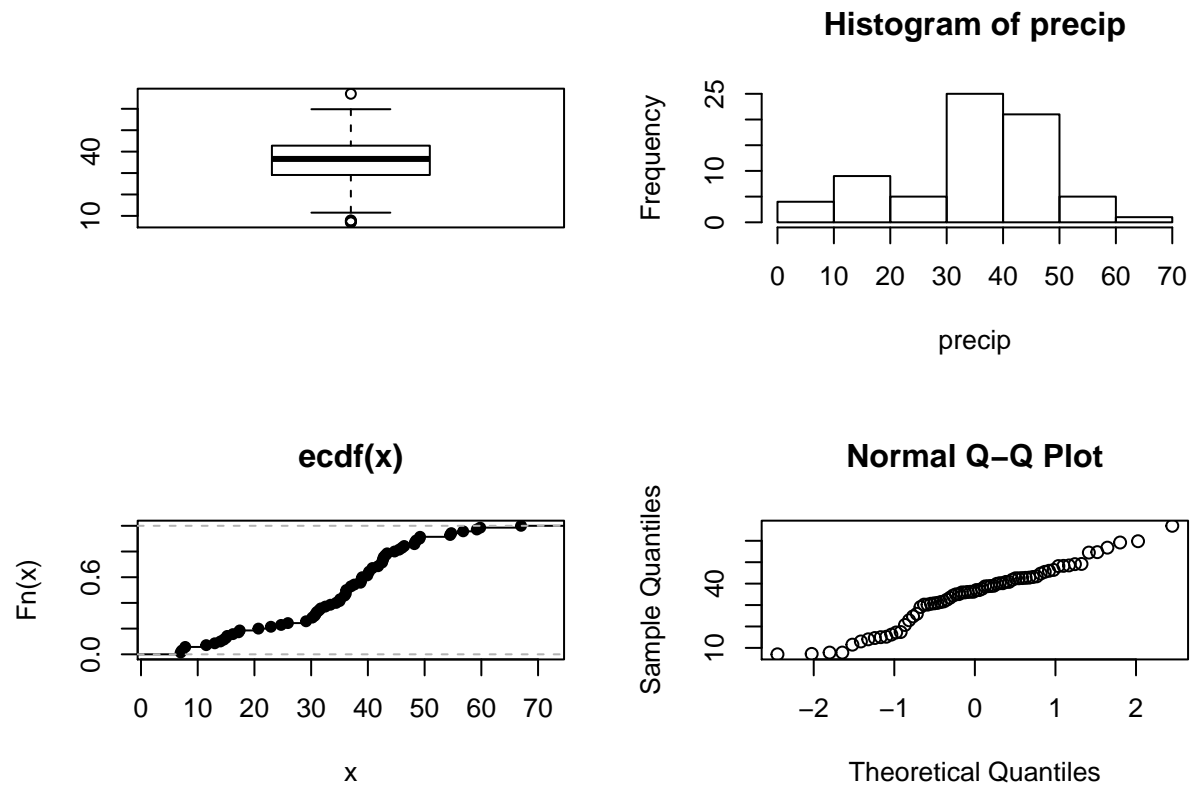 10 40
Histogram of precip
Frequency
0 10 25
0 10 20 30 40 50 60 70
precip
ecdf(x)
Fn(x)
0.0 0.6
0 10 20 30 40 50 60 70
x
Normal Q−Q Plot
Sample Quantiles
10 40
−2 −1 0 1 2
Theoretical Quantiles